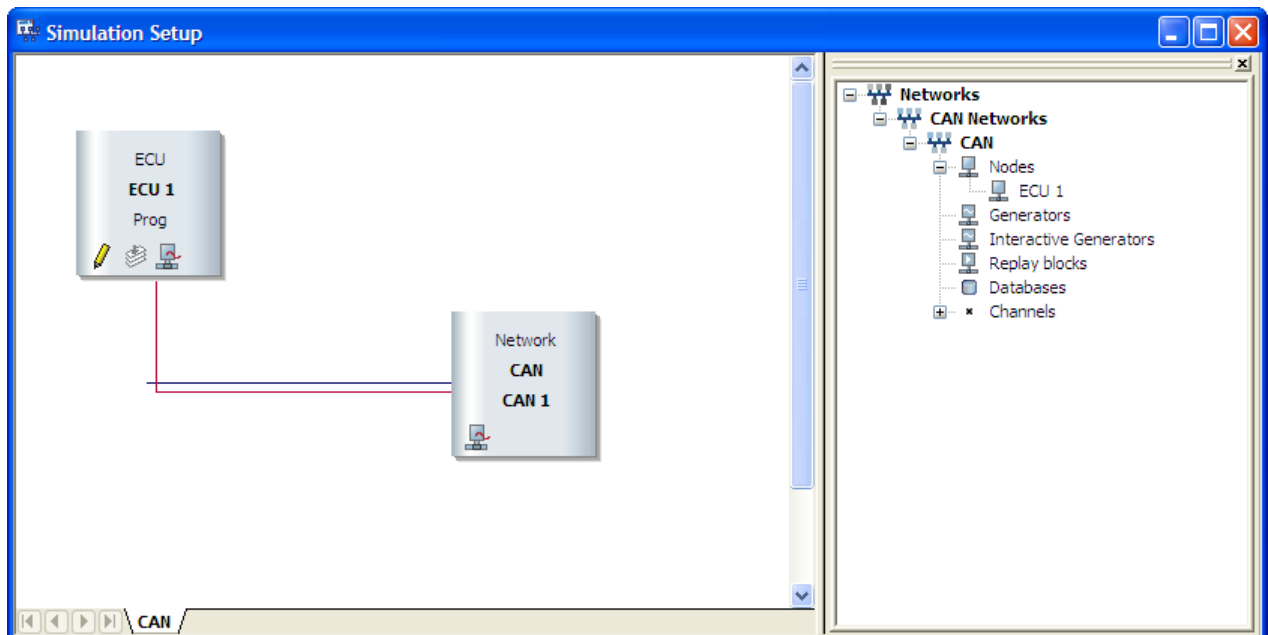 Simulation Setup
ECU
ECU 1
Prog
Network
CAN
CAN 1
CAN
Networks
CAN Networks
CAN
Nodes
ECU 1
Generators
Interactive Generators
Replay blocks
Databases
Channels